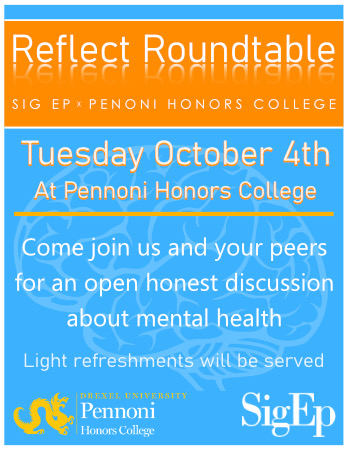 Reflect Roundtable
SIG EP x PENONI HONORS COLLEGE
Tuesday October 4th
At Pennoni Honors College
Come join us and your peers
for an open honest discussion
about mental health
Light refreshments will be served
DREXEL UNIVERSITY
Pennoni
Honors College
SigEp